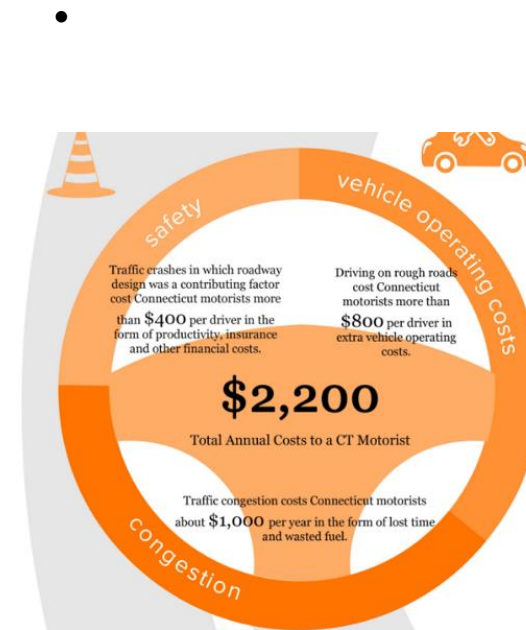 •
safety
vehicle operating costs
Traffic crashes in which roadway
design was a contributing factor
cost Connecticut motorists more
than $400 per driver in the
form of productivity, insurance
and other financial costs.
Driving on rough roads
cost Connecticut
motorists more than
$800 per driver in
extra vehicle operating
costs.
$2,200
Total Annual Costs to a CT Motorist
Traffic congestion costs Connecticut motorists
about $1,000 per year in the form of lost time
and wasted fuel.
congestion